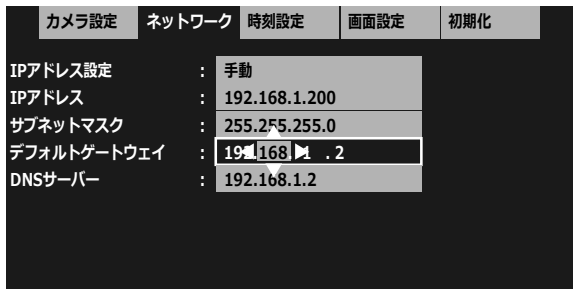 カメラ設定 ネットワーク 時刻設定 画面設定 初期化
IPアドレス設定 : 手動
IPアドレス : 192.168.1.200
サブネットマスク : 255.255.255.0
デフォルトゲートウェイ : 192.168.1 .2
DNSサーバー : 192.168.1.2